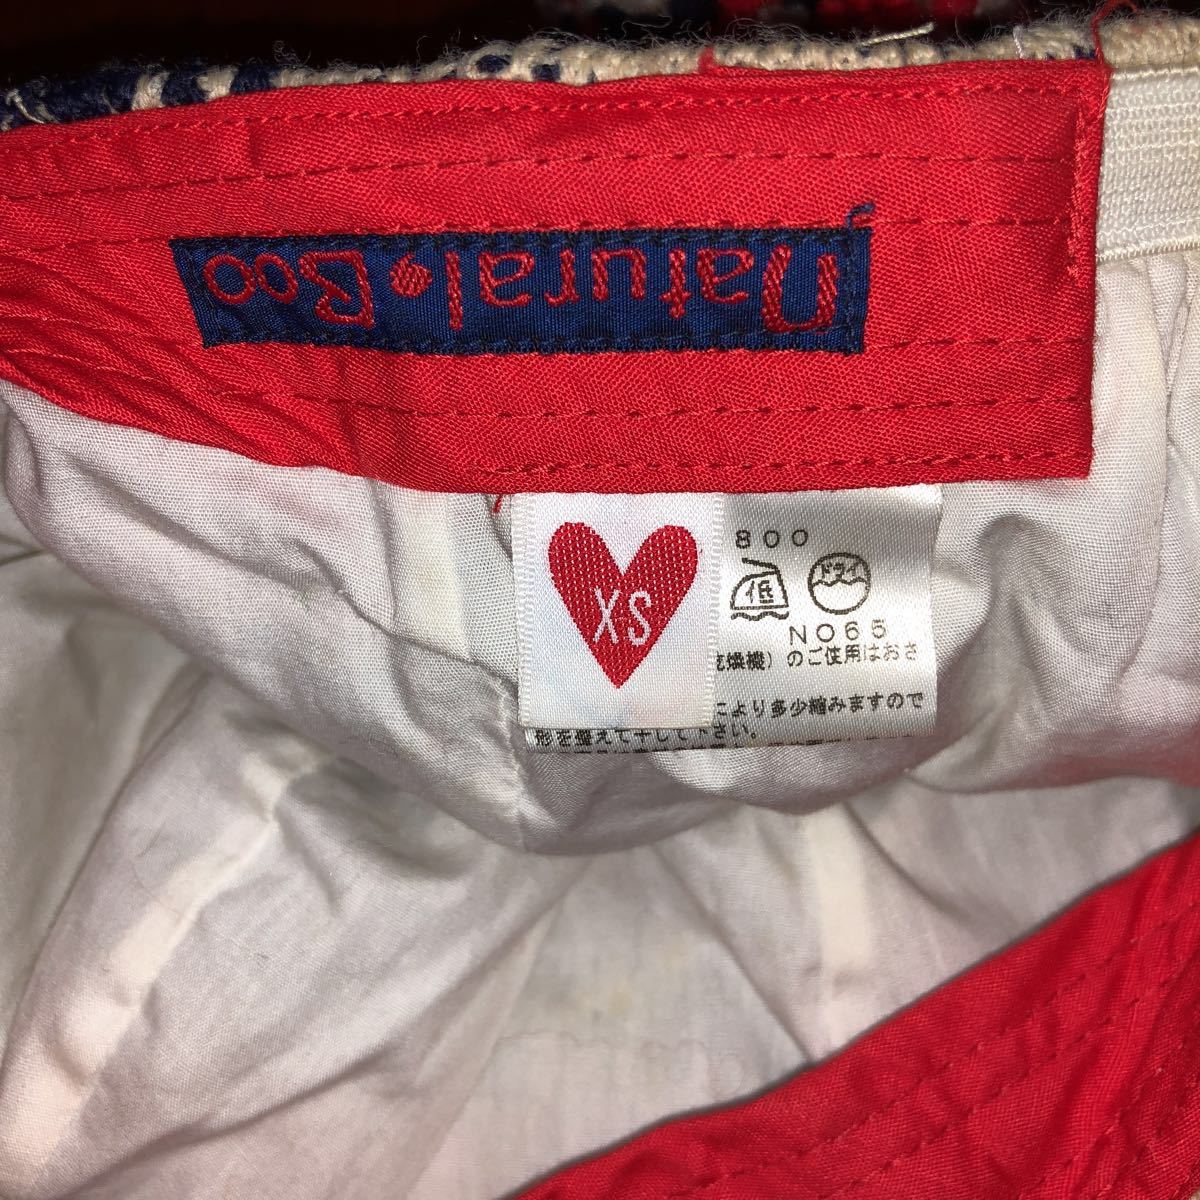 natural Boo
XS
800
低 ドライ
NO65
燥機)のご使用はおさ
により多少縮みますので
形を整えて干して下さい。